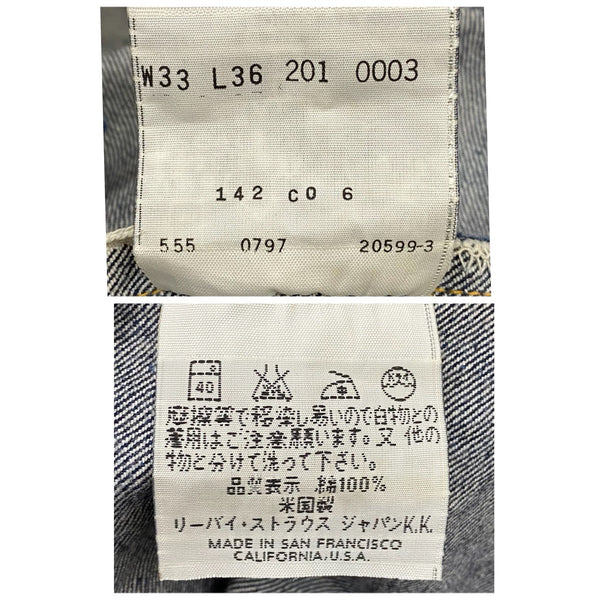 W33 L36 201 0003
142 CO 6
555 0797 20599-3
40
摩擦等で移染し易いので白物との
着用はご注意願います。又 他の
物と分けて洗って下さい。
品質表示 綿100%
米国製
リーバイ・ストラウス ジャパンK.K.
MADE IN SAN FRANCISCO
CALIFORNIA, U.S.A.